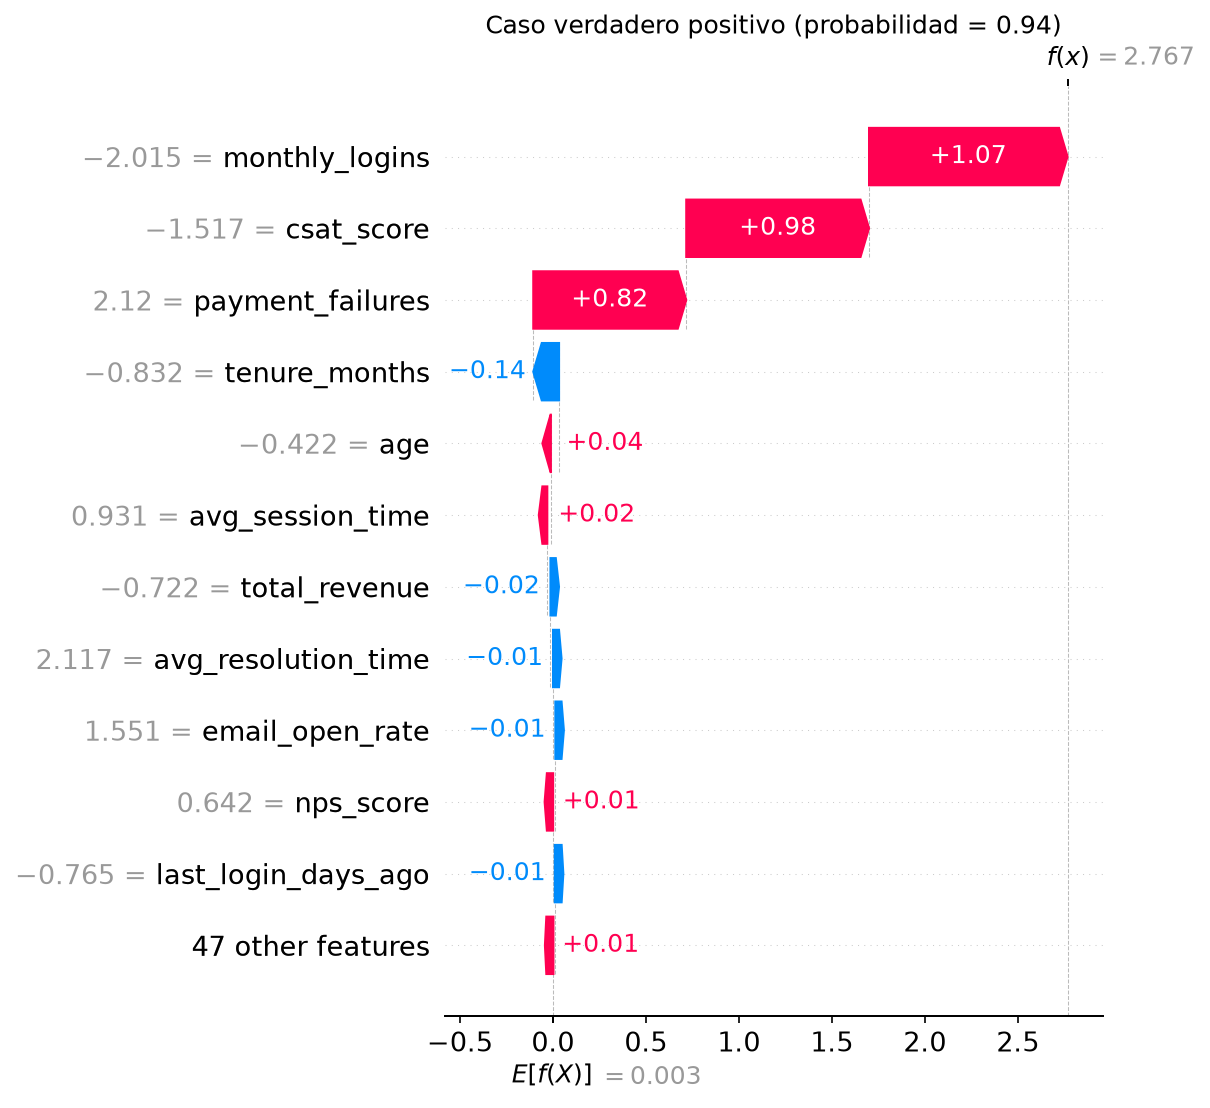 Caso verdadero positivo (probabilidad = 0.94)
f(x) = 2.767
−2.015 = monthly_logins +1.07
−1.517 = csat_score +0.98
2.12 = payment_failures +0.82
−0.832 = tenure_months −0.14
−0.422 = age +0.04
0.931 = avg_session_time +0.02
−0.722 = total_revenue −0.02
2.117 = avg_resolution_time −0.01
1.551 = email_open_rate −0.01
0.642 = nps_score +0.01
−0.765 = last_login_days_ago −0.01
47 other features +0.01
−0.5 0.0 0.5 1.0 1.5 2.0 2.5
E[f(X)] = 0.003